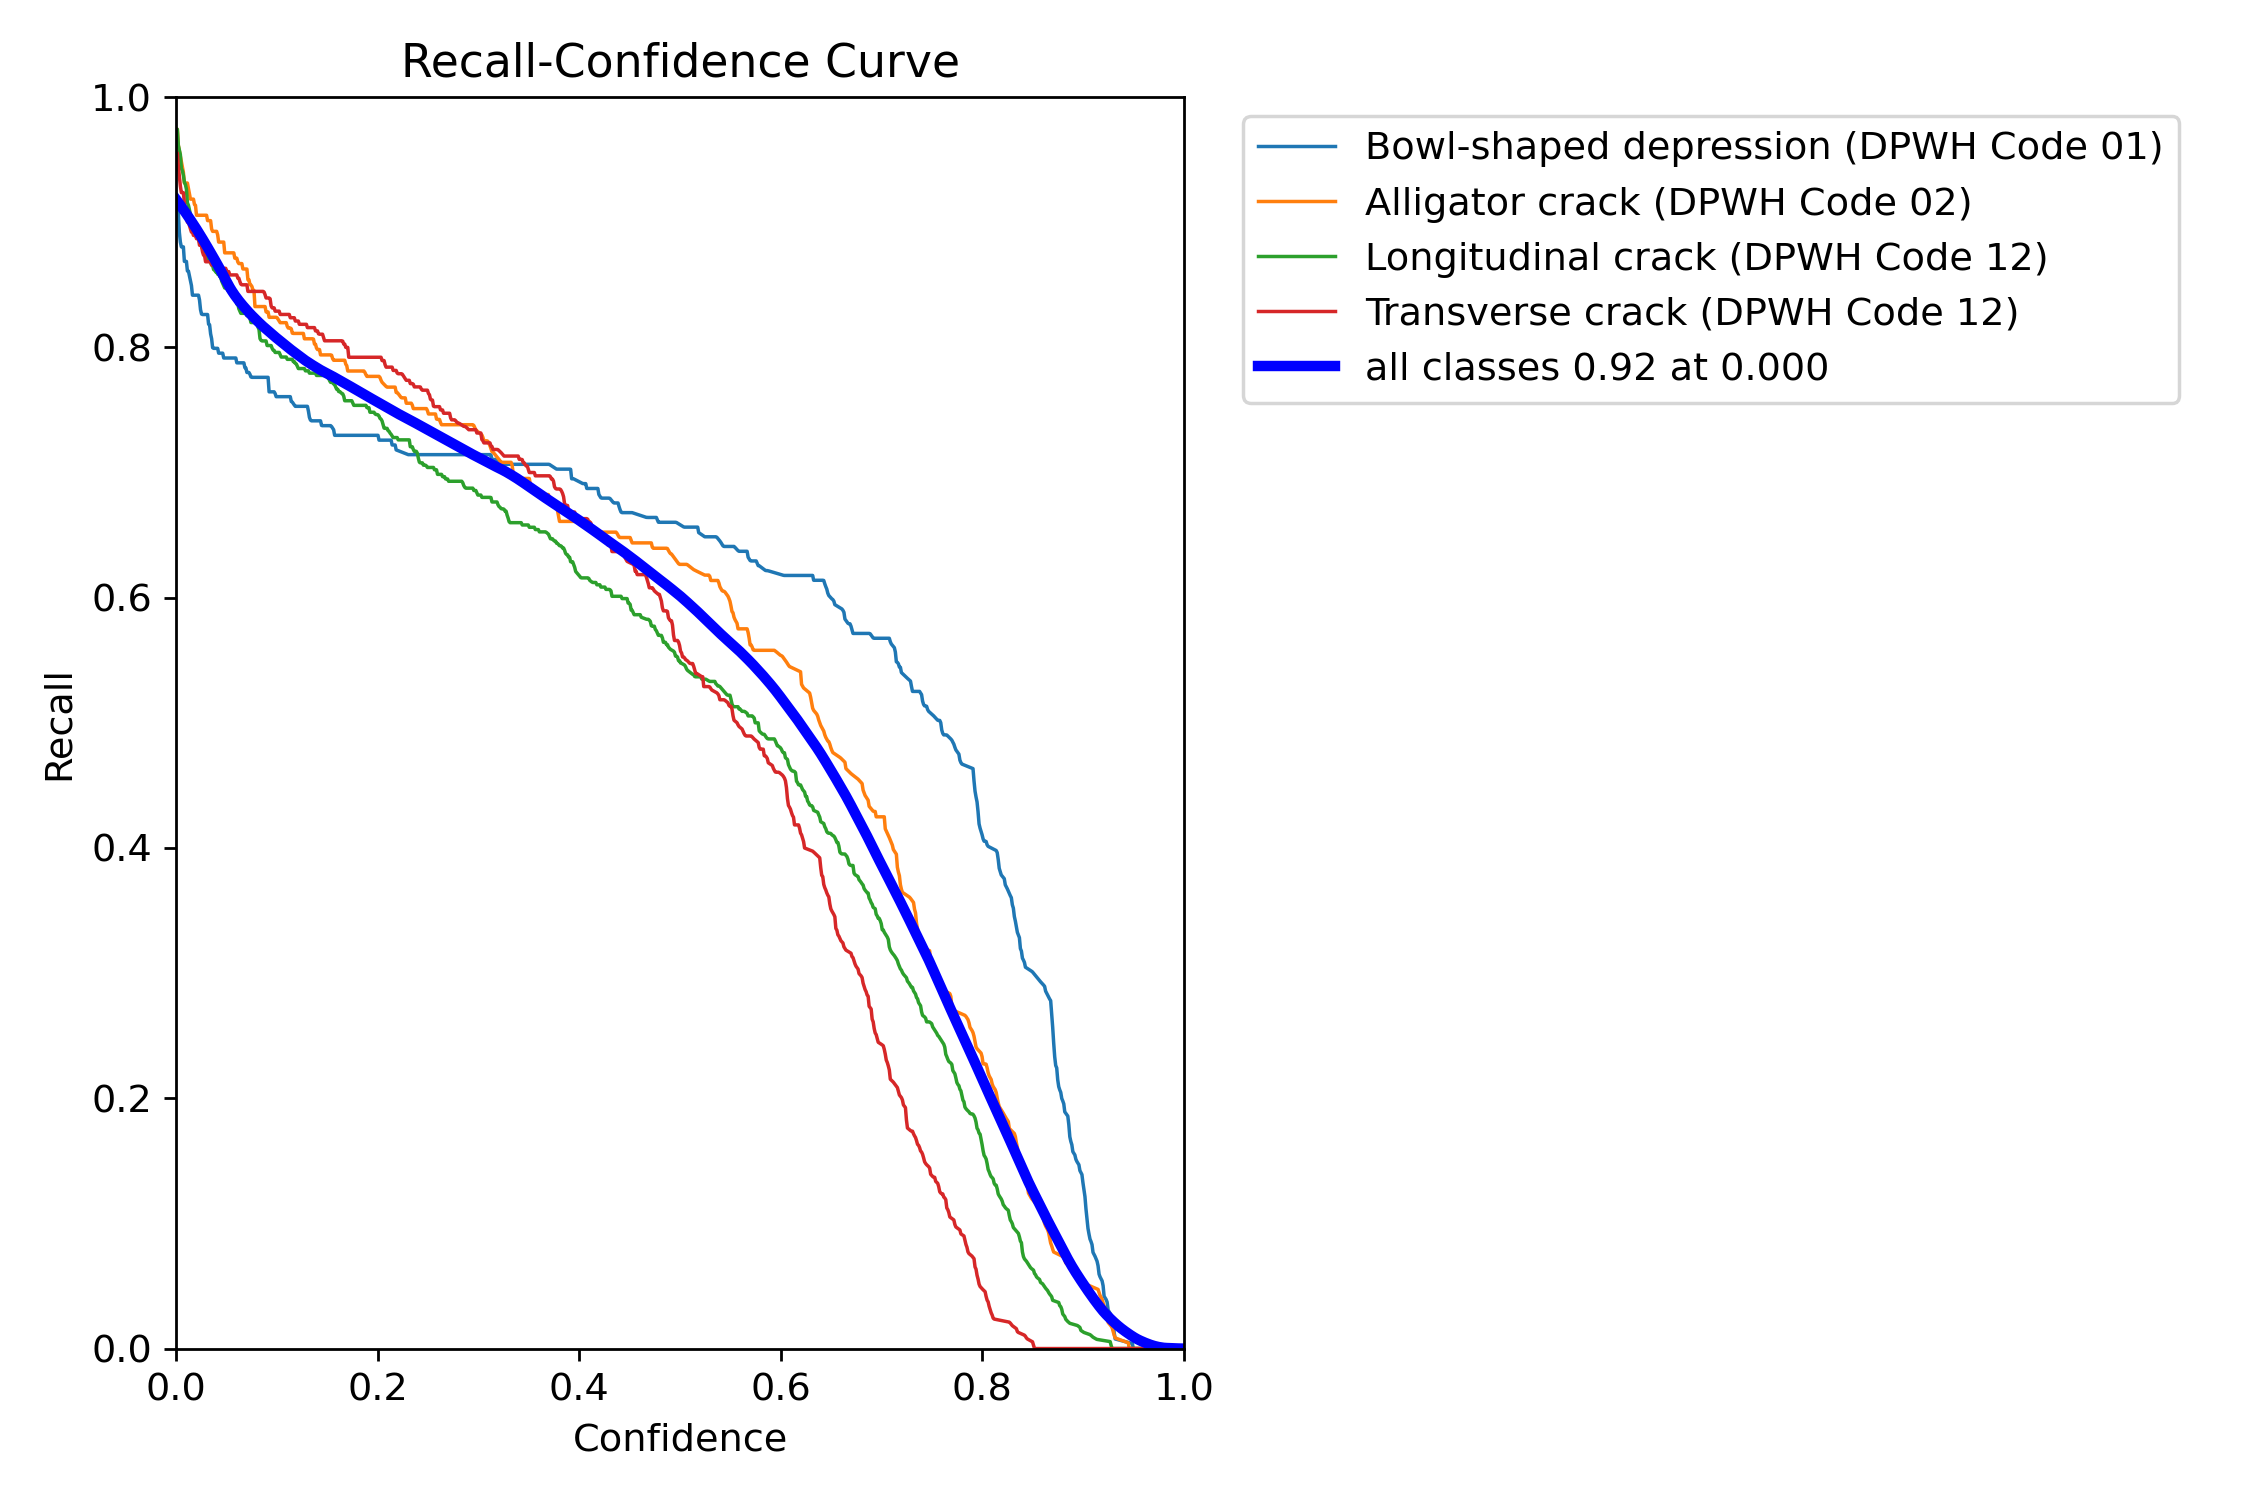 Recall-Confidence Curve
1.0
0.8
0.6
0.4
0.2
0.0
Recall
0.0 0.2 0.4 0.6 0.8 1.0
Confidence
Bowl-shaped depression (DPWH Code 01)
Alligator crack (DPWH Code 02)
Longitudinal crack (DPWH Code 12)
Transverse crack (DPWH Code 12)
all classes 0.92 at 0.000